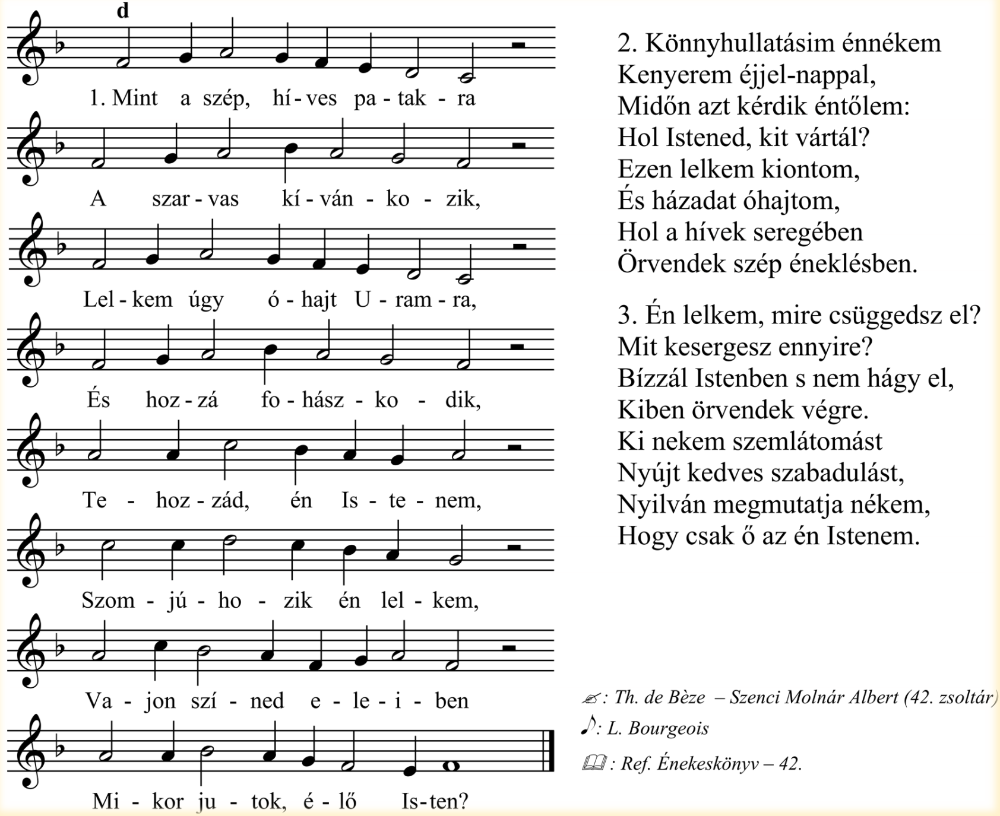 d
1. Mint a szép, hí - ves pa - tak - ra
A szar - vas kí - ván - ko - zik,
Lel - kem úgy ó - hajt U - ram - ra,
És hoz - zá fo - hász - ko - dik,
Te - hoz - zád, én Is - te - nem,
Szom - jú - ho - zik én lel - kem,
Va - jon szí - ned e - le - i - ben
Mi - kor ju - tok, é - lő Is - ten?
2. Könnyhullatásim énnékem
Kenyerem éjjel-nappal,
Midőn azt kérdik éntőlem:
Hol Istened, kit vártál?
Ezen lelkem kiontom,
És házadat óhajtom,
Hol a hívek seregében
Örvendek szép éneklésben.
3. Én lelkem, mire csüggedsz el?
Mit kesergesz ennyire?
Bízzál Istenben s nem hágy el,
Kiben örvendek végre.
Ki nekem szemlátomást
Nyújt kedves szabadulást,
Nyilván megmutatja nékem,
Hogy csak ő az én Istenem.
: Th. de Bèze – Szenci Molnár Albert (42. zsoltár)
: L. Bourgeois
: Ref. Énekeskönyv – 42.